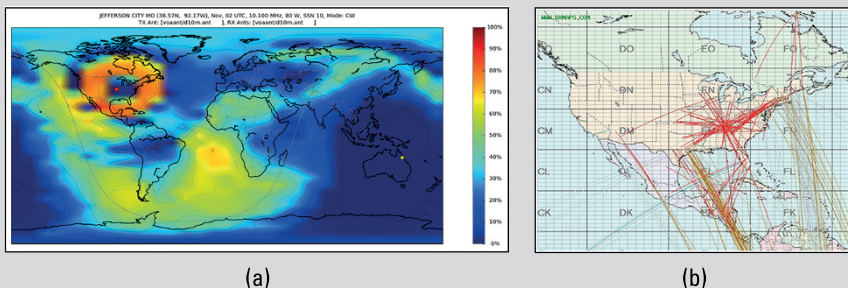 JEFFERSON CITY MO (38.57N, 92.17W), Nov, 02 UTC, 10.100 MHz, 80 W, SSN 10, Mode: CW
TX Ant: [voaant/d10m.ant ], RX Ants: [voaant/d10m.ant ]
100%
90%
80%
70%
60%
50%
40%
30%
20%
10%
0%
WWW.DXMAPS.COM
DO EO FO
CN DN EN FN
CM DM
CL
CK DK FK
(a) (b)